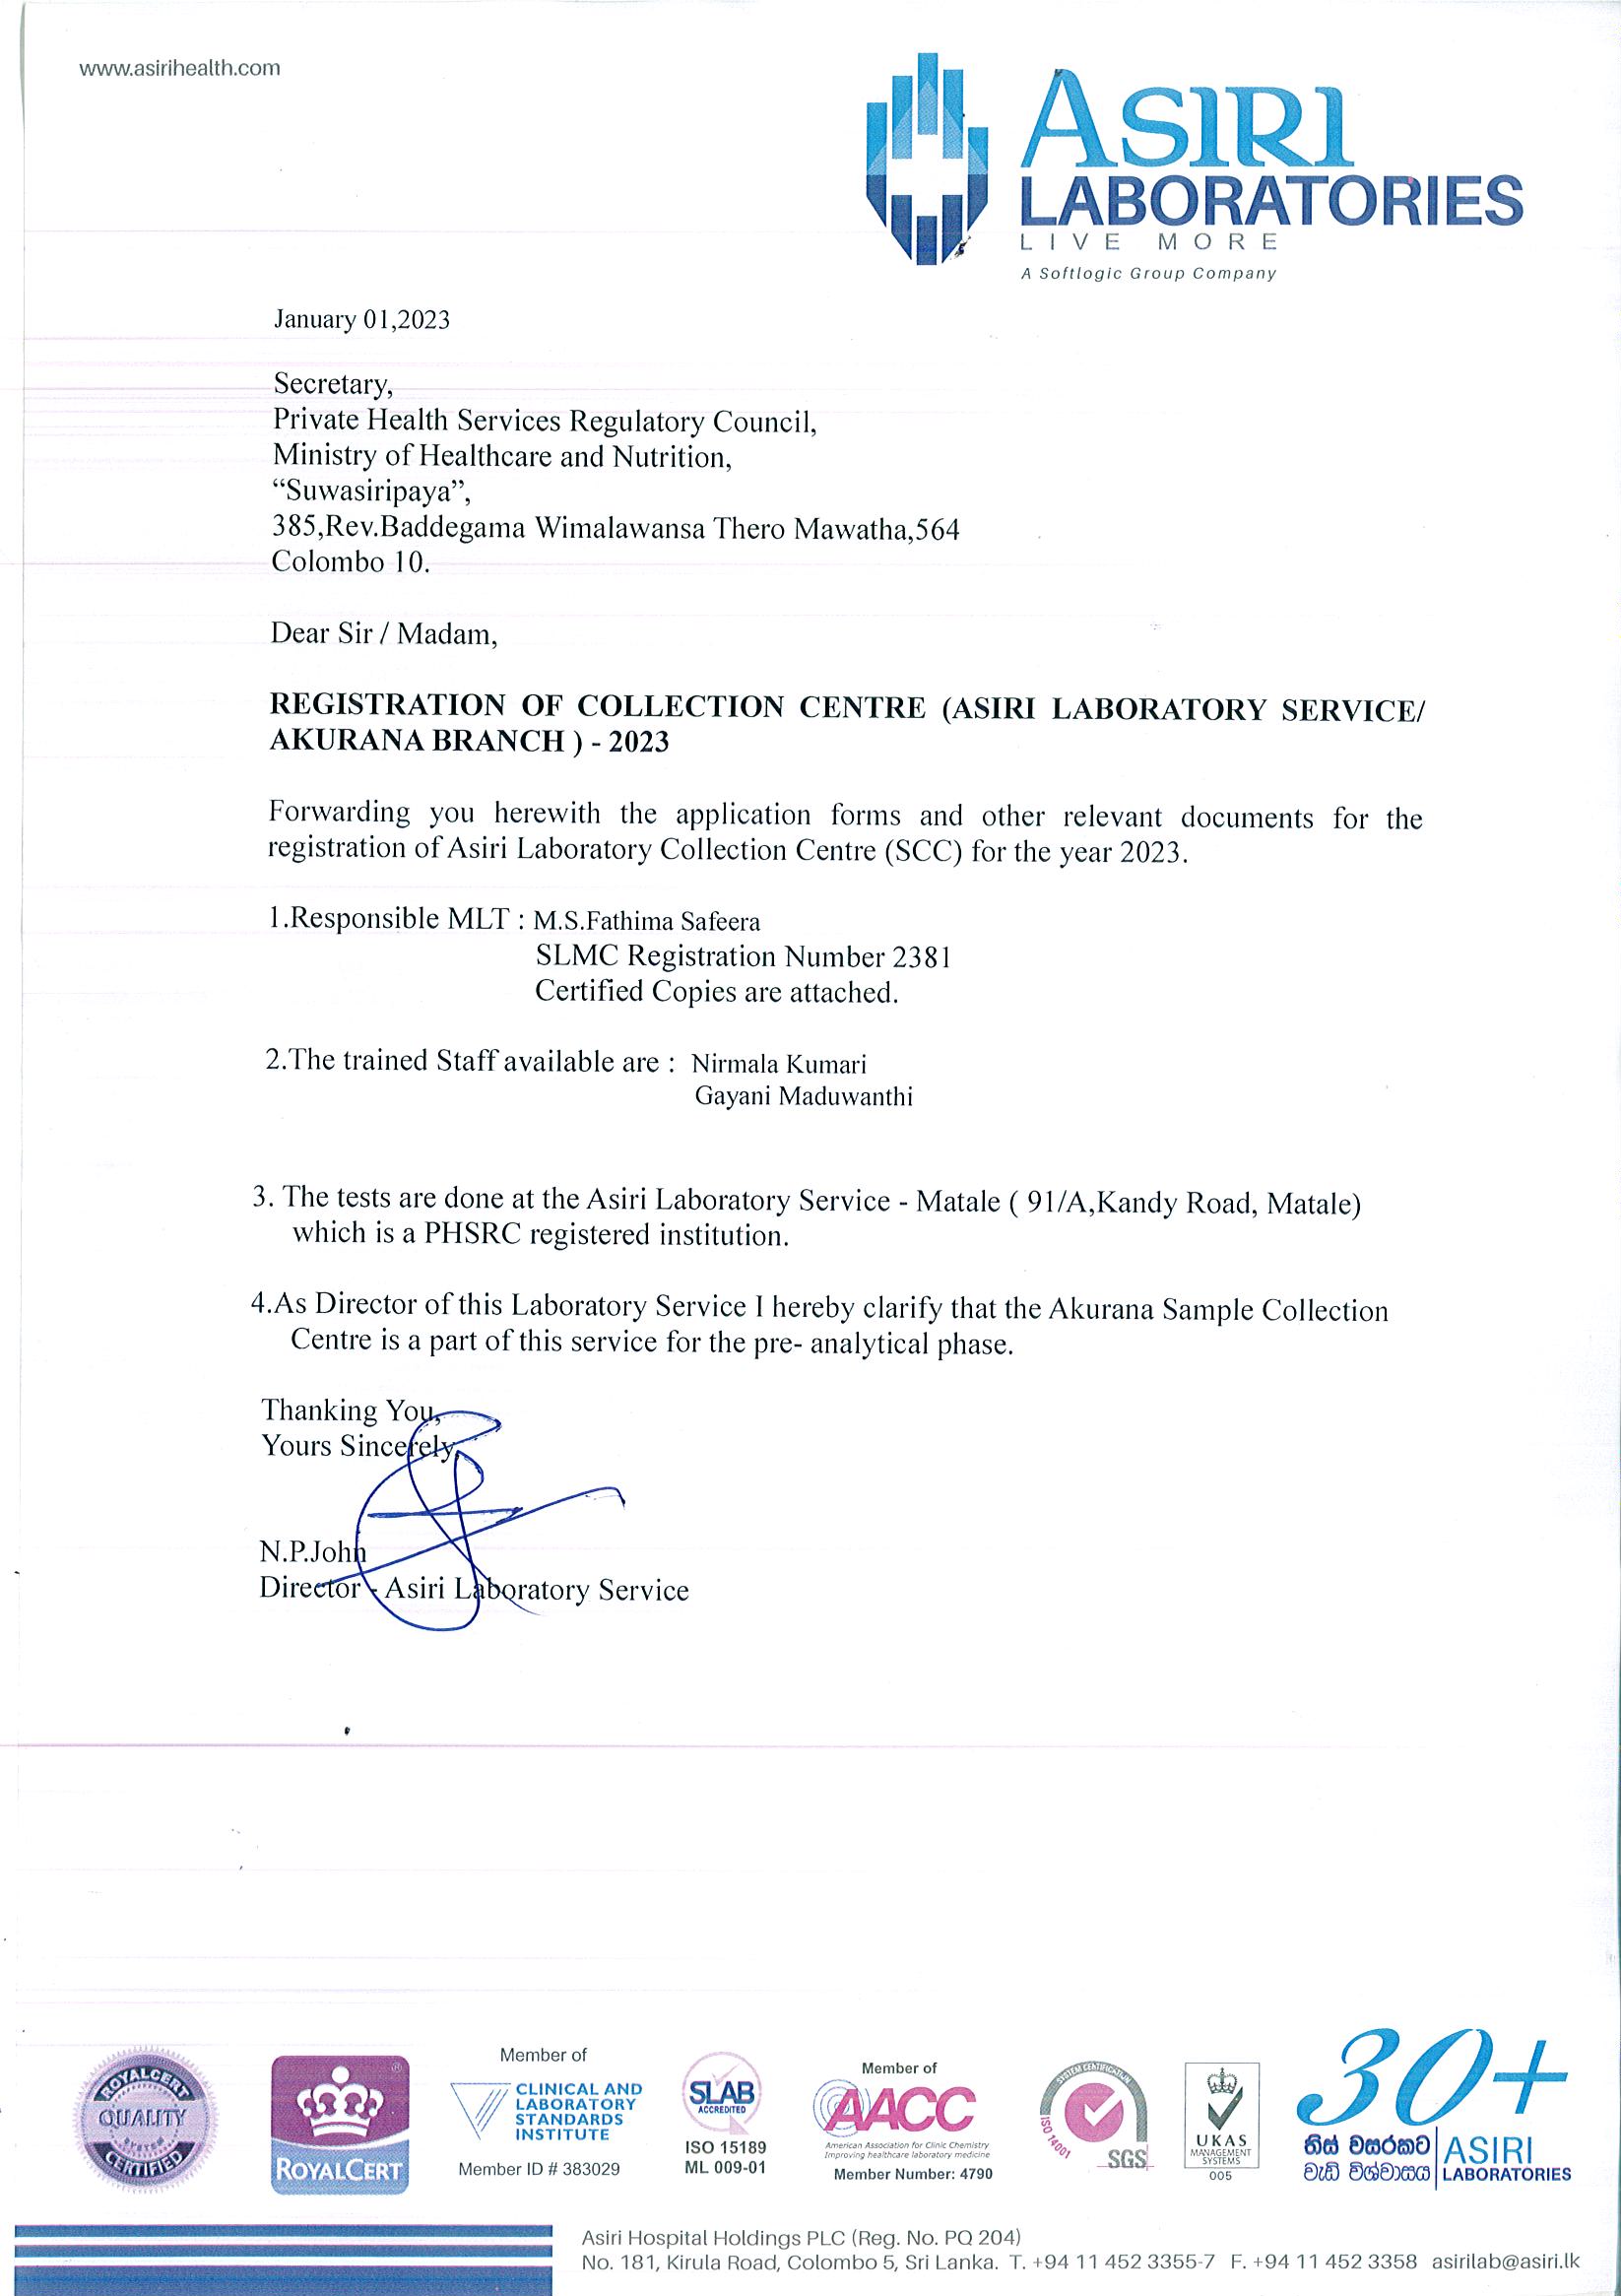 www.asirihealth.com
ASIRI
LABORATORIES
LIVE MORE
A Softlogic Group Company
January 01,2023
Secretary,
Private Health Services Regulatory Council,
Ministry of Healthcare and Nutrition,
“Suwasiripaya”,
385,Rev.Baddegama Wimalawansa Thero Mawatha,564
Colombo 10.
Dear Sir / Madam,
REGISTRATION OF COLLECTION CENTRE (ASIRI LABORATORY SERVICE/
AKURANA BRANCH ) - 2023
Forwarding you herewith the application forms and other relevant documents for the
registration of Asiri Laboratory Collection Centre (SCC) for the year 2023.
1.Responsible MLT : M.S.Fathima Safeera
SLMC Registration Number 2381
Certified Copies are attached.
2.The trained Staff available are : Nirmala Kumari
Gayani Maduwanthi
3. The tests are done at the Asiri Laboratory Service - Matale ( 91/A,Kandy Road, Matale)
which is a PHSRC registered institution.
4.As Director of this Laboratory Service I hereby clarify that the Akurana Sample Collection
Centre is a part of this service for the pre- analytical phase.
Thanking You,
Yours Sincerely,
N.P.John
Director - Asiri Laboratory Service
ROYALCERT
QUALITY
SYSTEM
CERTIFIED
ROYALCERT
Member of
CLINICAL AND
LABORATORY
STANDARDS
INSTITUTE
Member ID # 383029
SLAB
ACCREDITED
ISO 15189
ML 009-01
Member of
AACC
American Association for Clinic Chemistry
Improving healthcare laboratory medicine
Member Number: 4790
SYSTEM CERTIFICATION
ISO 14001
SGS
UKAS
MANAGEMENT
SYSTEMS
005
30+
තිස් වසරකට
වැඩි විශ්වාසය
ASIRI
LABORATORIES
Asiri Hospital Holdings PLC (Reg. No. PQ 204)
No. 181, Kirula Road, Colombo 5, Sri Lanka. T. +94 11 452 3355-7 F. +94 11 452 3358 asirilab@asiri.lk